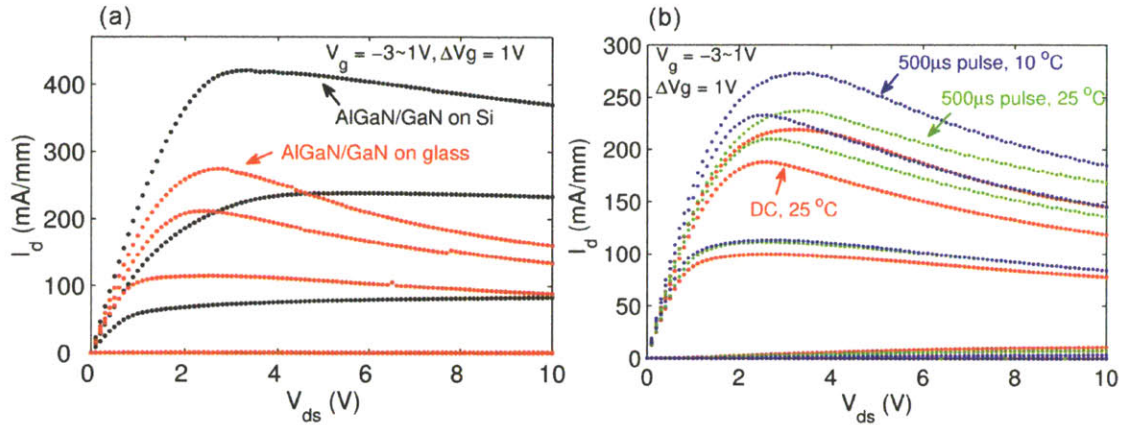 (a)
V_g = −3~1V, ΔVg = 1V
AlGaN/GaN on Si
AlGaN/GaN on glass
I_d (mA/mm)
400
300
200
100
0
0 2 4 6 8 10
V_ds (V)
(b)
V_g = −3~1V
ΔVg = 1V
500μs pulse, 10 °C
500μs pulse, 25 °C
DC, 25 °C
I_d (mA/mm)
300
250
200
150
100
50
0
0 2 4 6 8 10
V_ds (V)